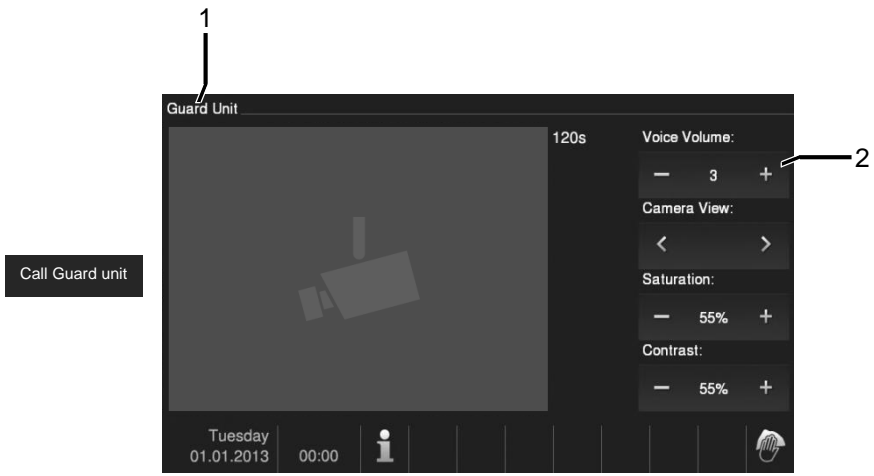 1
Guard Unit
120s
Voice Volume:
— 3 +
2
Camera View:
< >
Call Guard unit
Saturation:
— 55% +
Contrast:
— 55% +
Tuesday
01.01.2013 00:00 i